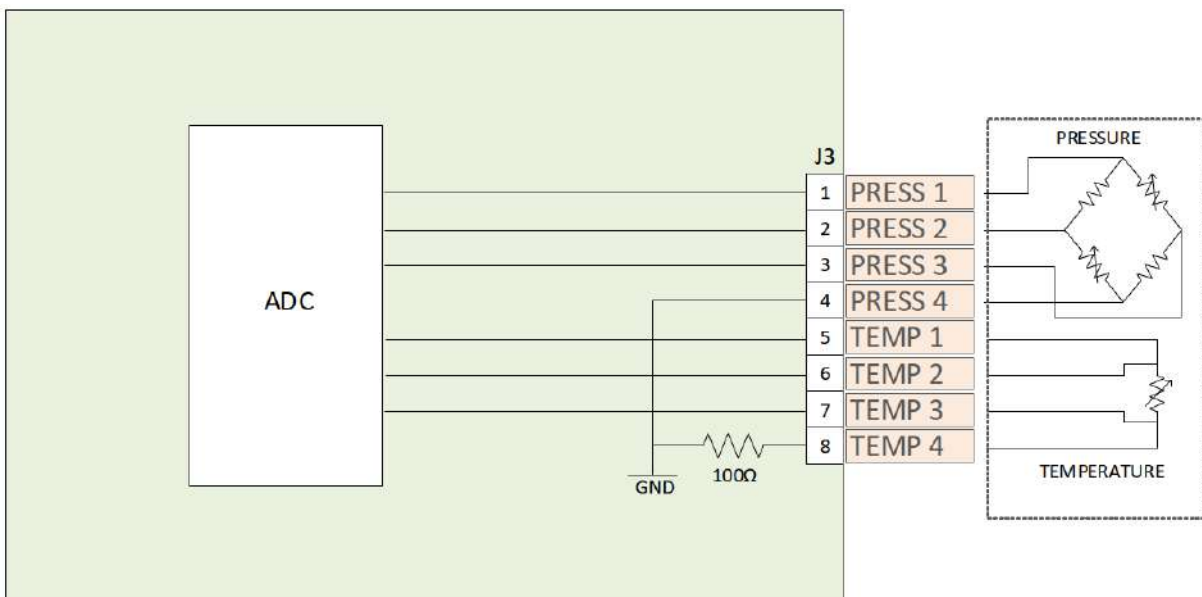 PRESSURE
J3
1 PRESS 1
2 PRESS 2
3 PRESS 3
ADC
4 PRESS 4
5 TEMP 1
6 TEMP 2
7 TEMP 3
8 TEMP 4
GND
100Ω
TEMPERATURE